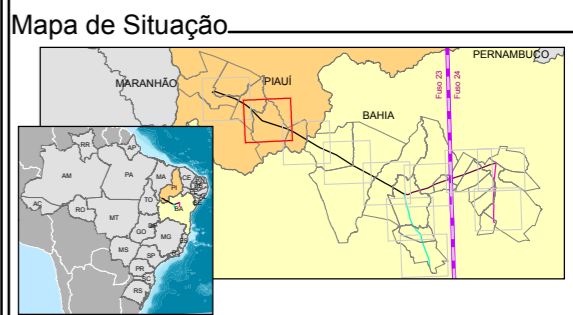 Mapa de Situação
PERNAMBUCO
MARANHÃO
PIAUÍ
BAHIA
Fuso 23
Fuso 24
RR
AP
AM
PA
MA
CE
PI
AC
RO
TO
BA
MT
GO
MG
MS
SP
PR
SC
RS